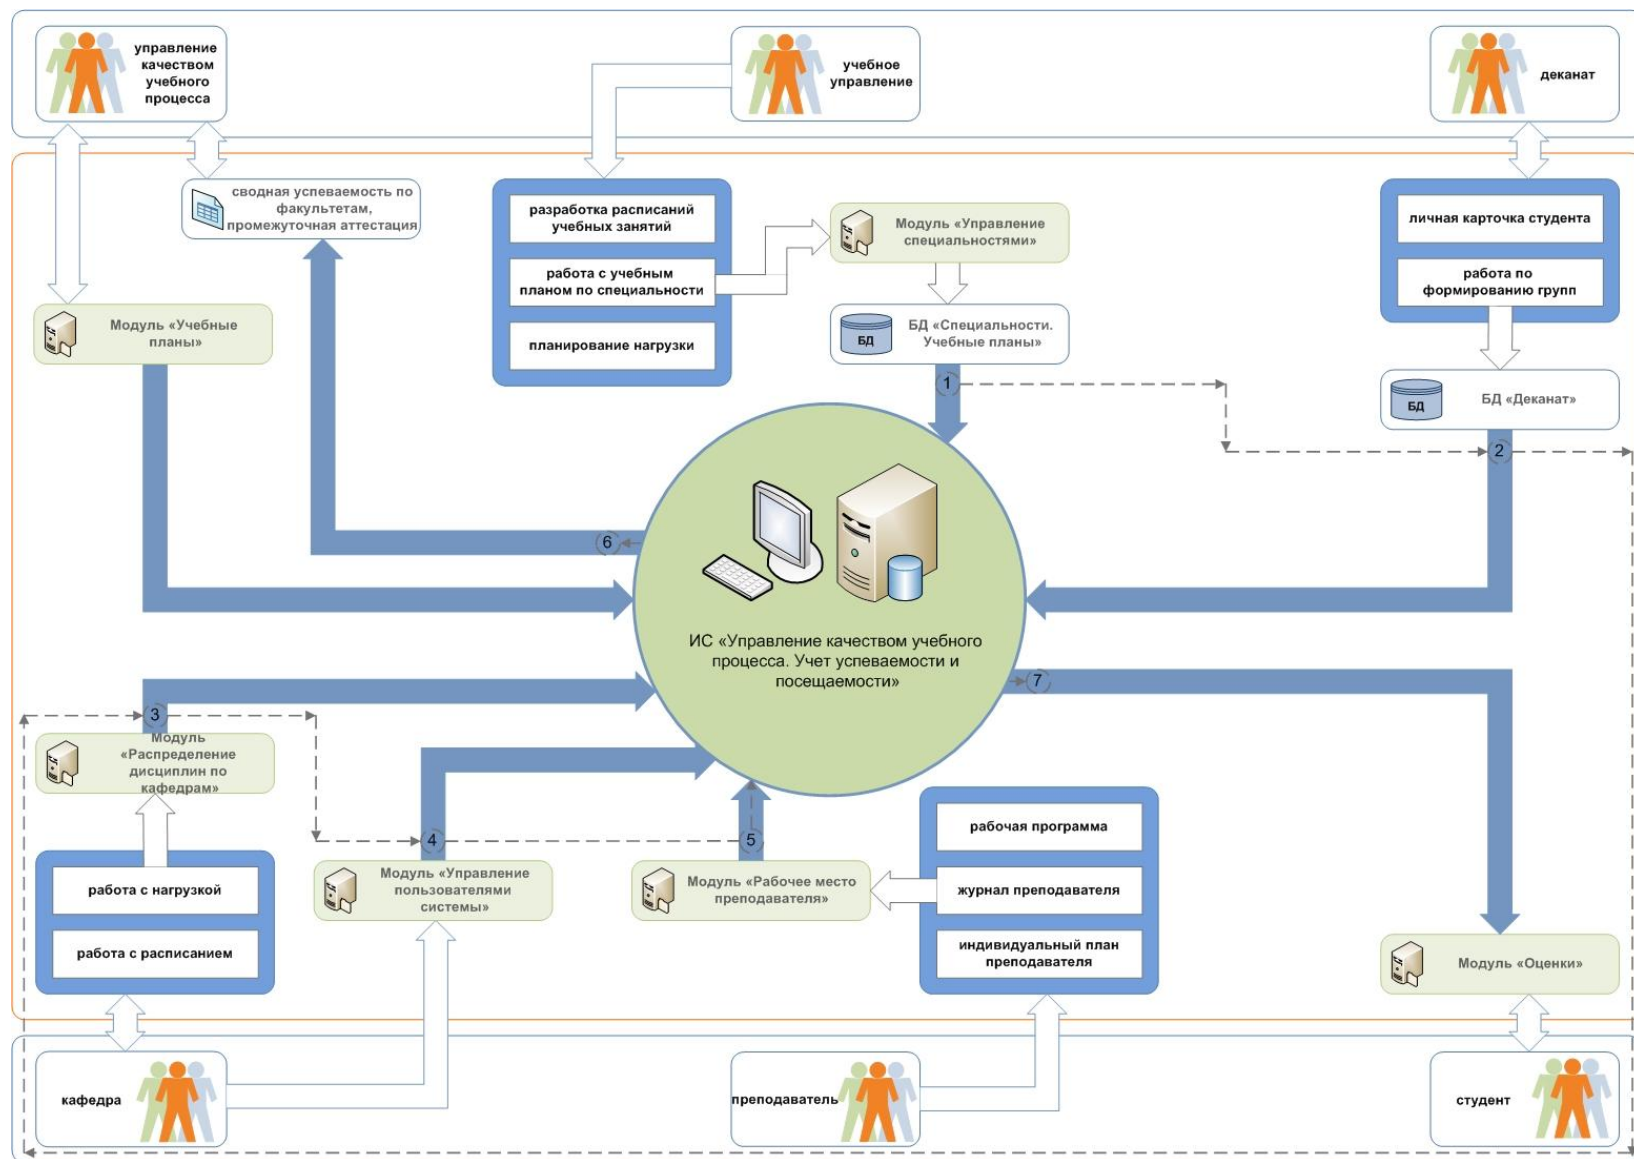 управление
качеством
учебного
процесса
учебное
управление
деканат
сводная успеваемость по
факультетам,
промежуточная аттестация
разработка расписаний
учебных занятий
работа с учебным
планом по специальности
планирование нагрузки
Модуль «Управление
специальностями»
БД
БД «Специальности.
Учебные планы»
личная карточка студента
работа по
формированию групп
БД
БД «Деканат»
Модуль «Учебные
планы»
1
2
6
ИС «Управление качеством учебного
процесса. Учет успеваемости и
посещаемости»
7
3
Модуль
«Распределение
дисциплин по
кафедрам»
4
5
работа с нагрузкой
работа с расписанием
Модуль «Управление
пользователями
системы»
Модуль «Рабочее место
преподавателя»
рабочая программа
журнал преподавателя
индивидуальный план
преподавателя
Модуль «Оценки»
кафедра
преподаватель
студент